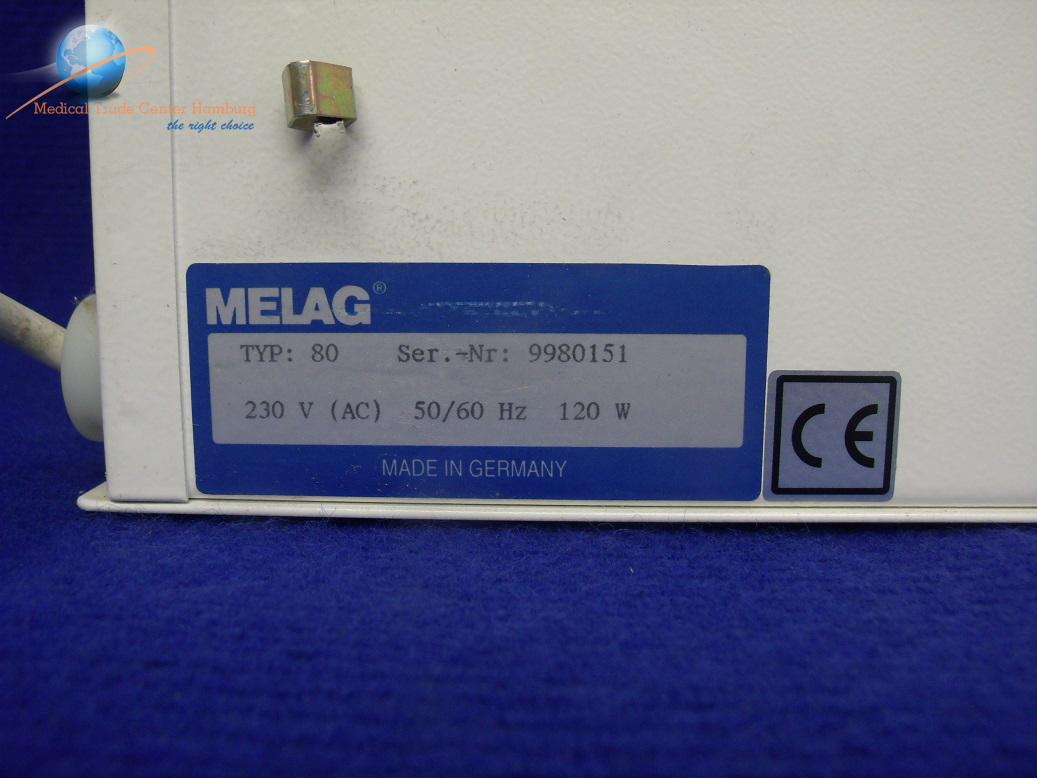 Medical Trade Center Hamburg
the right choice
MELAG®
TYP: 80 Ser.-Nr: 9980151
230 V (AC) 50/60 Hz 120 W
MADE IN GERMANY
CE